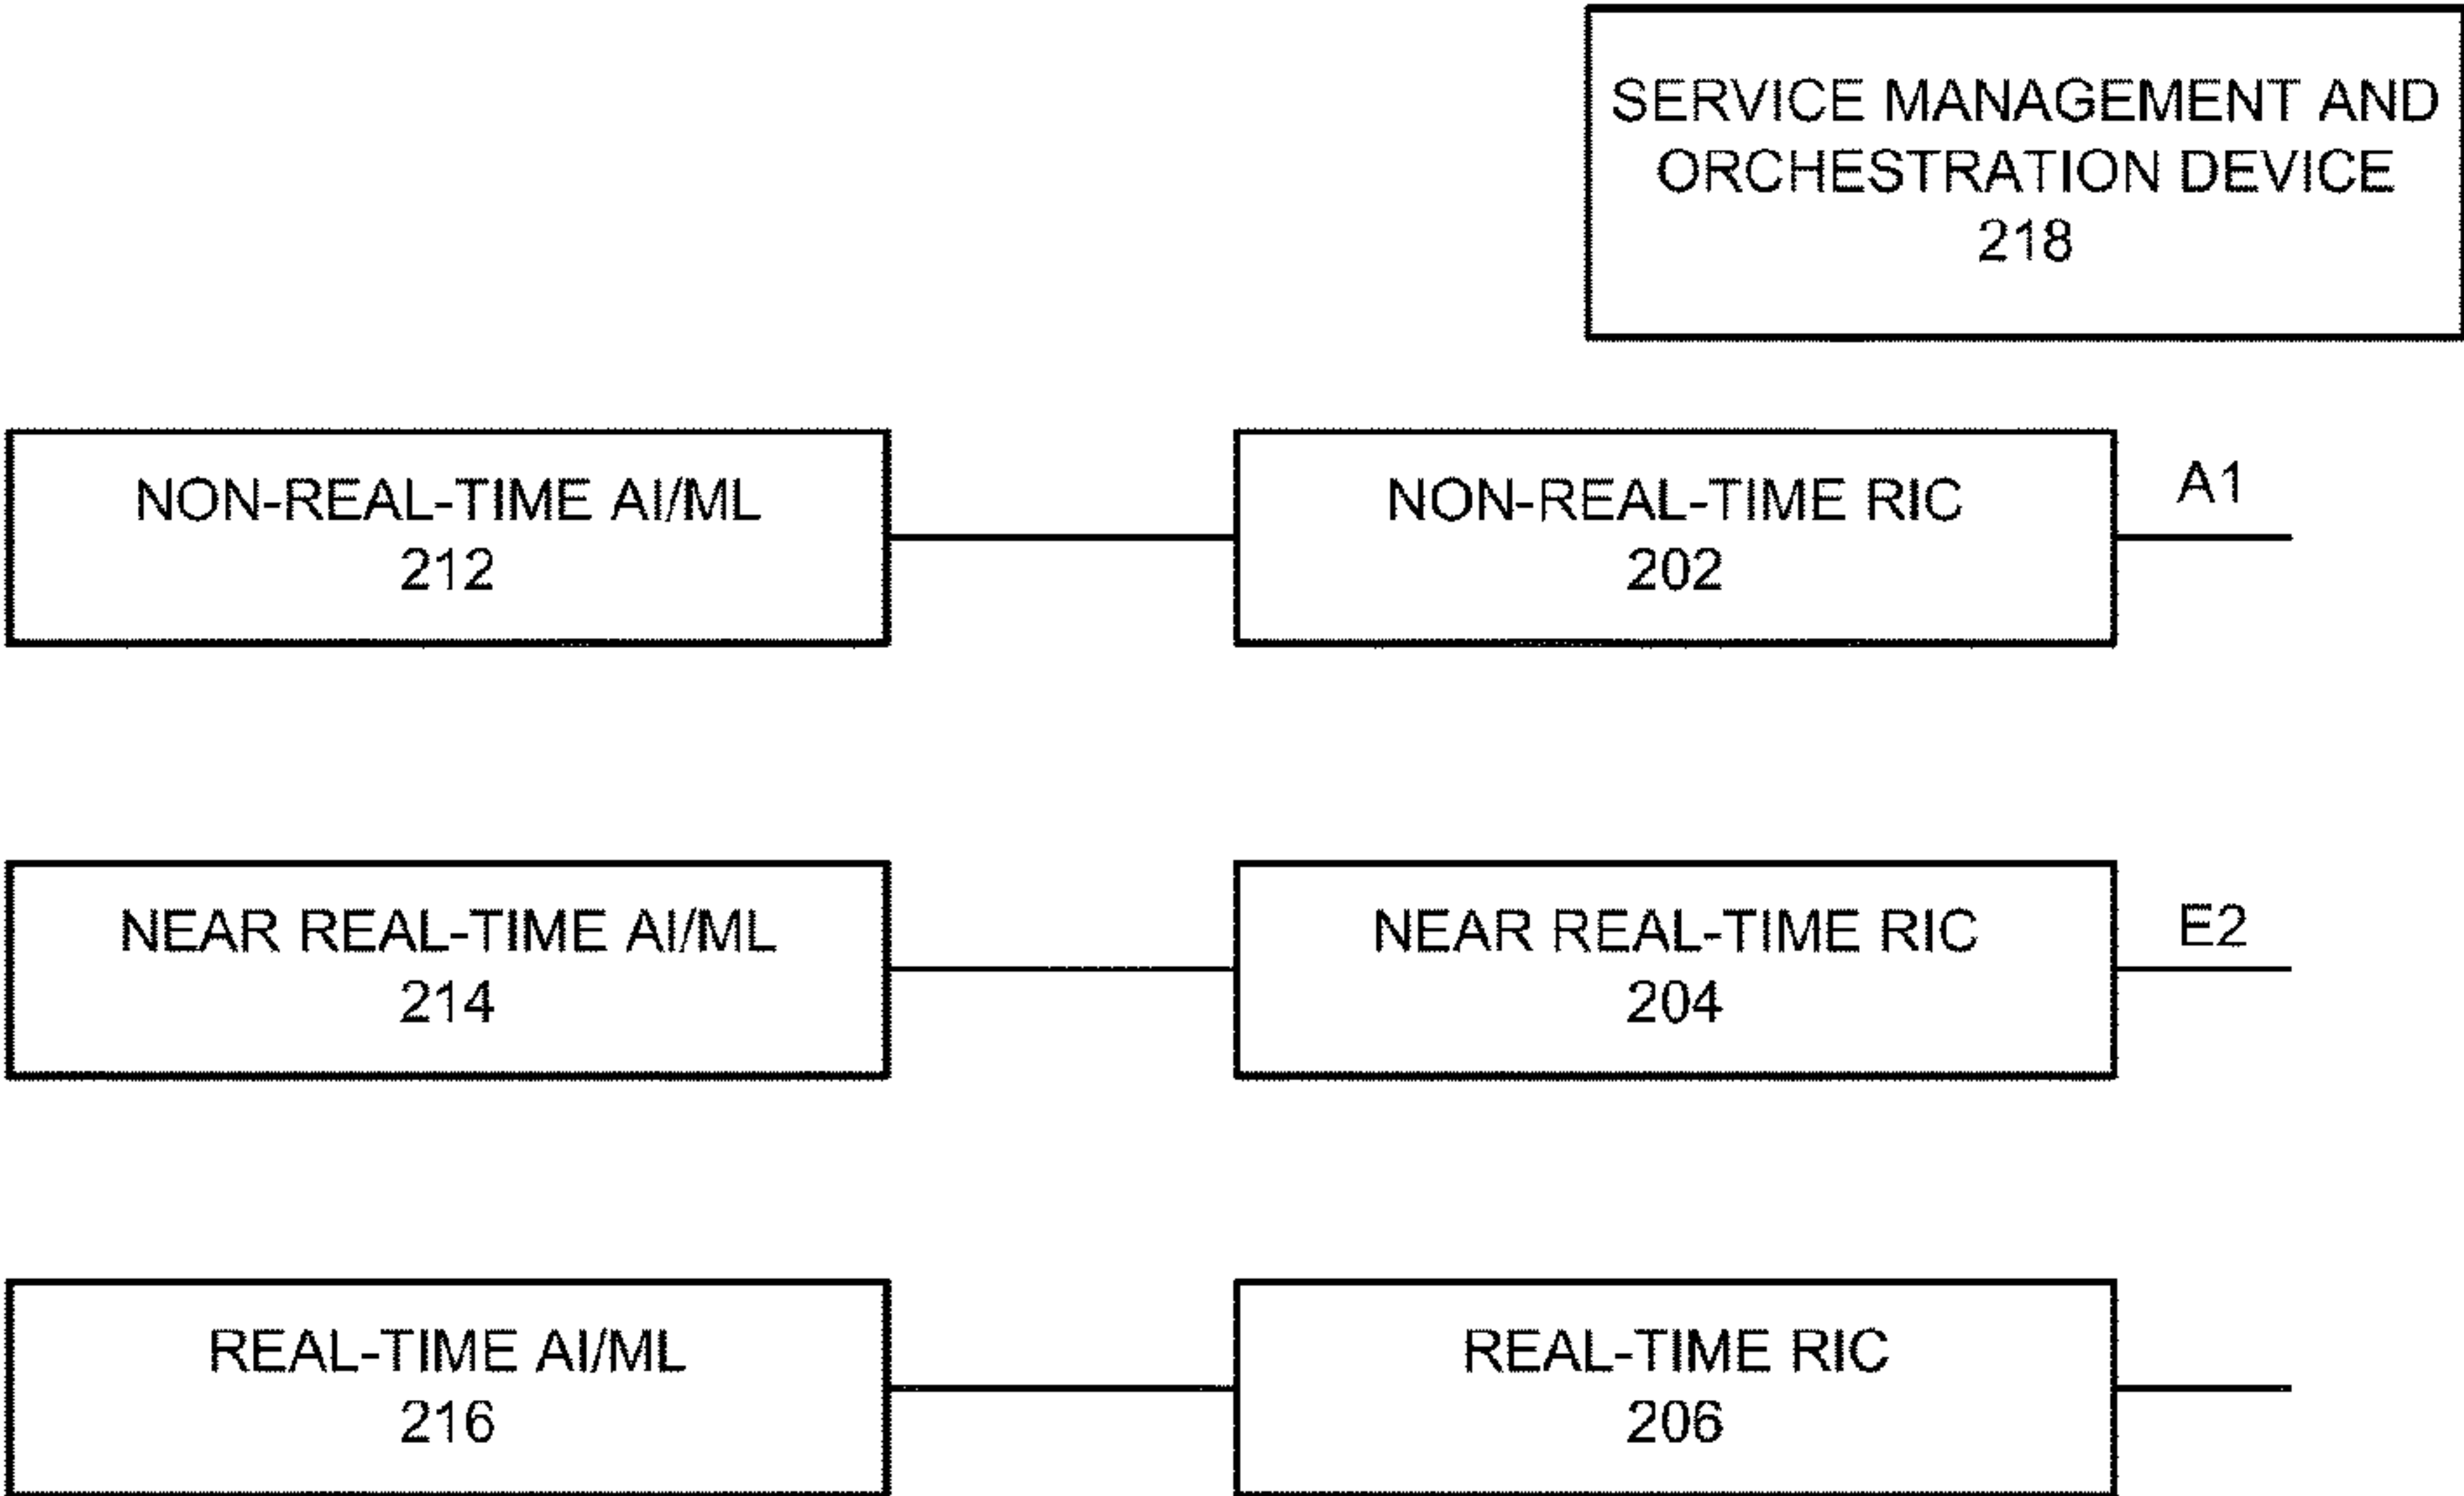 SERVICE MANAGEMENT AND
ORCHESTRATION DEVICE
218
NON-REAL-TIME AI/ML
212
NON-REAL-TIME RIC
202
A1
NEAR REAL-TIME AI/ML
214
NEAR REAL-TIME RIC
204
E2
REAL-TIME AI/ML
216
REAL-TIME RIC
206